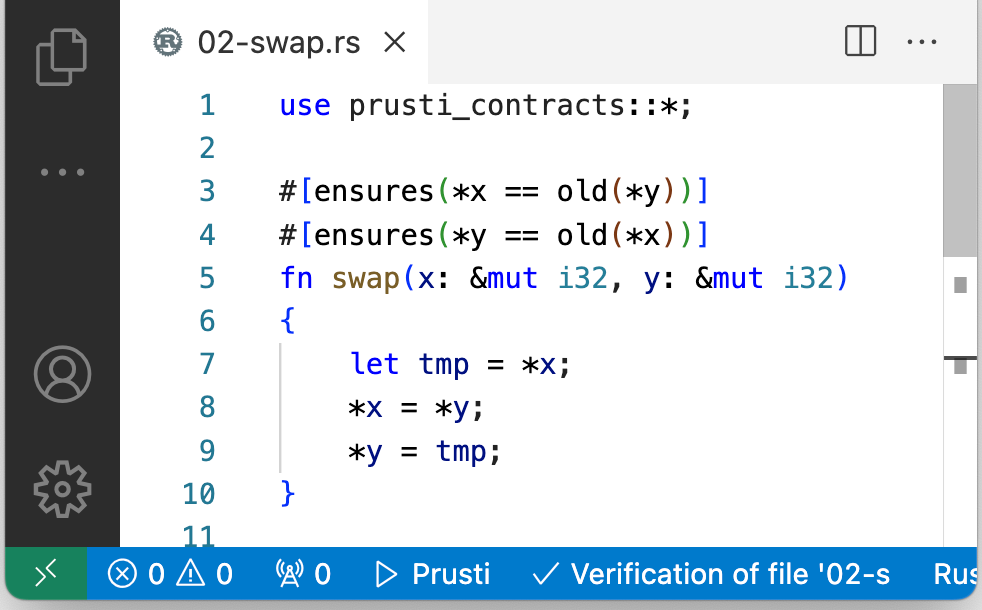 02-swap.rs
1 use prusti_contracts::*;
2
3 #[ensures(*x == old(*y))]
4 #[ensures(*y == old(*x))]
5 fn swap(x: &mut i32, y: &mut i32)
6 {
7     let tmp = *x;
8     *x = *y;
9     *y = tmp;
10 }
11
0 0 0 Prusti Verification of file '02-s Rus